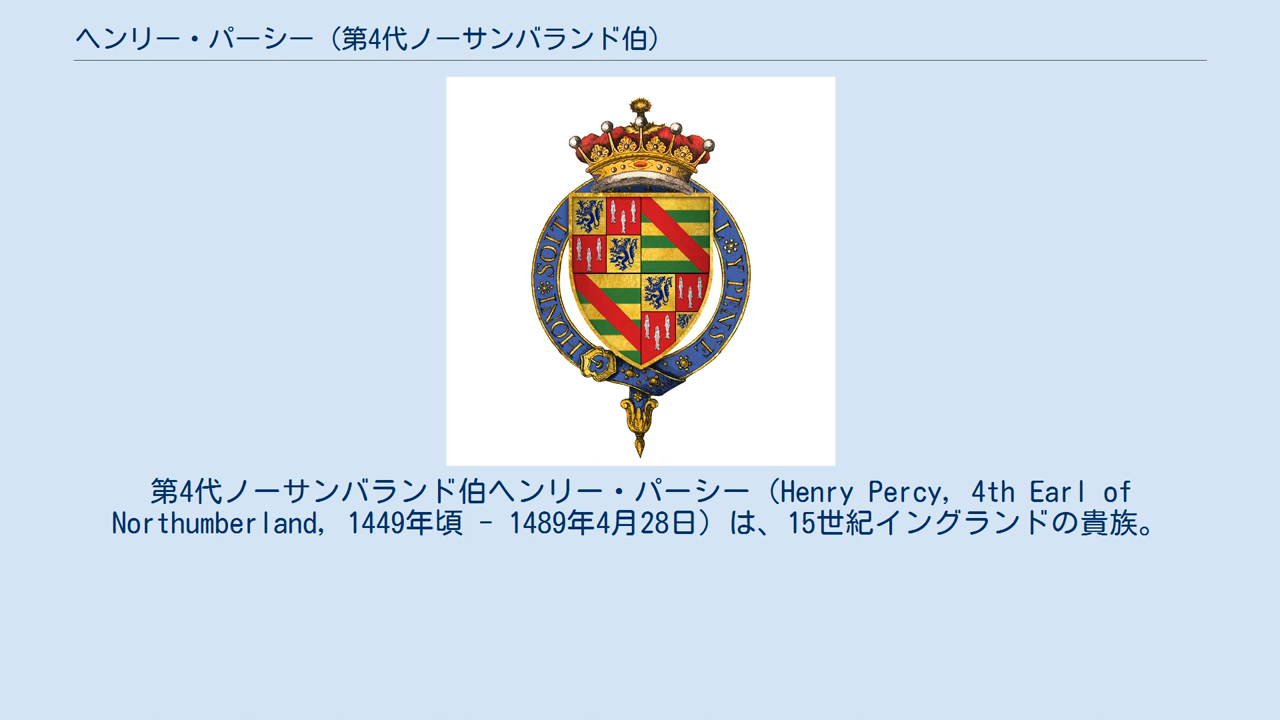 ヘンリー・パーシー（第4代ノーサンバランド伯）
HONI SOIT
L Y PENSE
第4代ノーサンバランド伯ヘンリー・パーシー（Henry Percy, 4th Earl of
Northumberland, 1449年頃 - 1489年4月28日）は、15世紀イングランドの貴族。